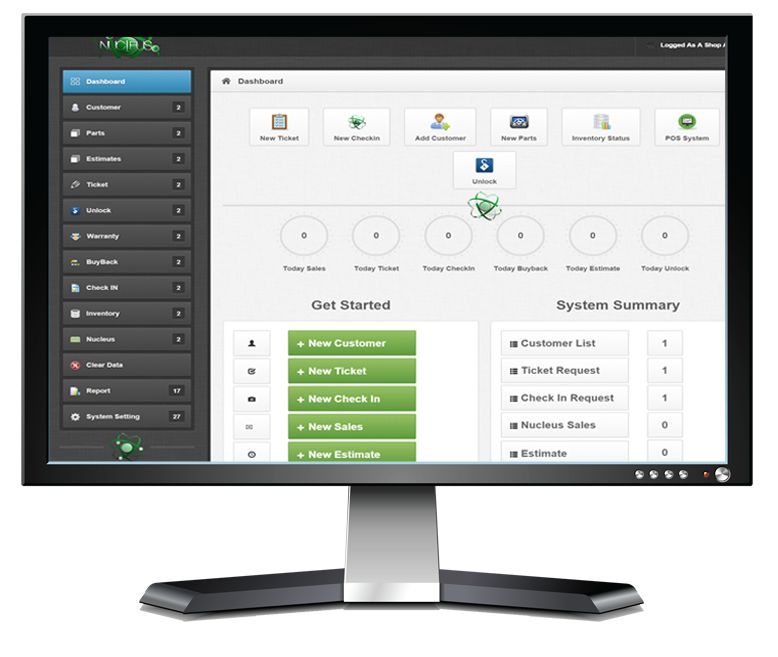 NUCLEUS
Logged As A Shop A
Dashboard
Customer 2
Parts 2
Estimates 2
Ticket 2
Unlock 2
Warranty 2
BuyBack 2
Check IN 2
Inventory 2
Nucleus 2
Clear Data
Report 17
System Setting 27
Dashboard
New Ticket New Checkin Add Customer New Parts Inventory Status POS System
Unlock
0 0 0 0 0 0
Today Sales Today Ticket Today CheckIn Today Buyback Today Estimate Today Unlock
Get Started
+ New Customer
+ New Ticket
+ New Check In
+ New Sales
+ New Estimate
System Summary
Customer List 1
Ticket Request 1
Check In Request 1
Nucleus Sales 0
Estimate 0